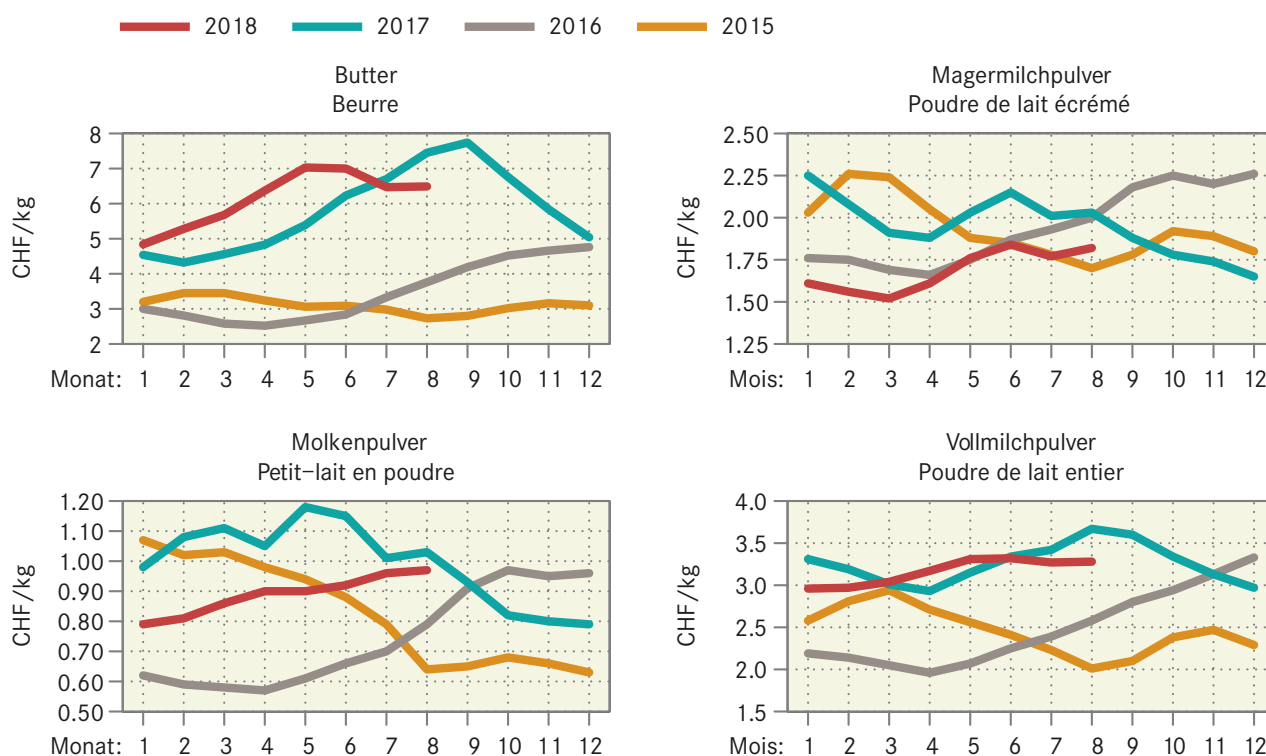 2018 2017 2016 2015
Butter
Beurre
CHF/kg
8
7
6
5
4
3
2
Monat: 1 2 3 4 5 6 7 8 9 10 11 12
Magermilchpulver
Poudre de lait écrémé
CHF/kg
2.50
2.25
2.00
1.75
1.50
1.25
Mois: 1 2 3 4 5 6 7 8 9 10 11 12
Molkenpulver
Petit-lait en poudre
CHF/kg
1.20
1.10
1.00
0.90
0.80
0.70
0.60
0.50
Monat: 1 2 3 4 5 6 7 8 9 10 11 12
Vollmilchpulver
Poudre de lait entier
CHF/kg
4.0
3.5
3.0
2.5
2.0
1.5
Mois: 1 2 3 4 5 6 7 8 9 10 11 12